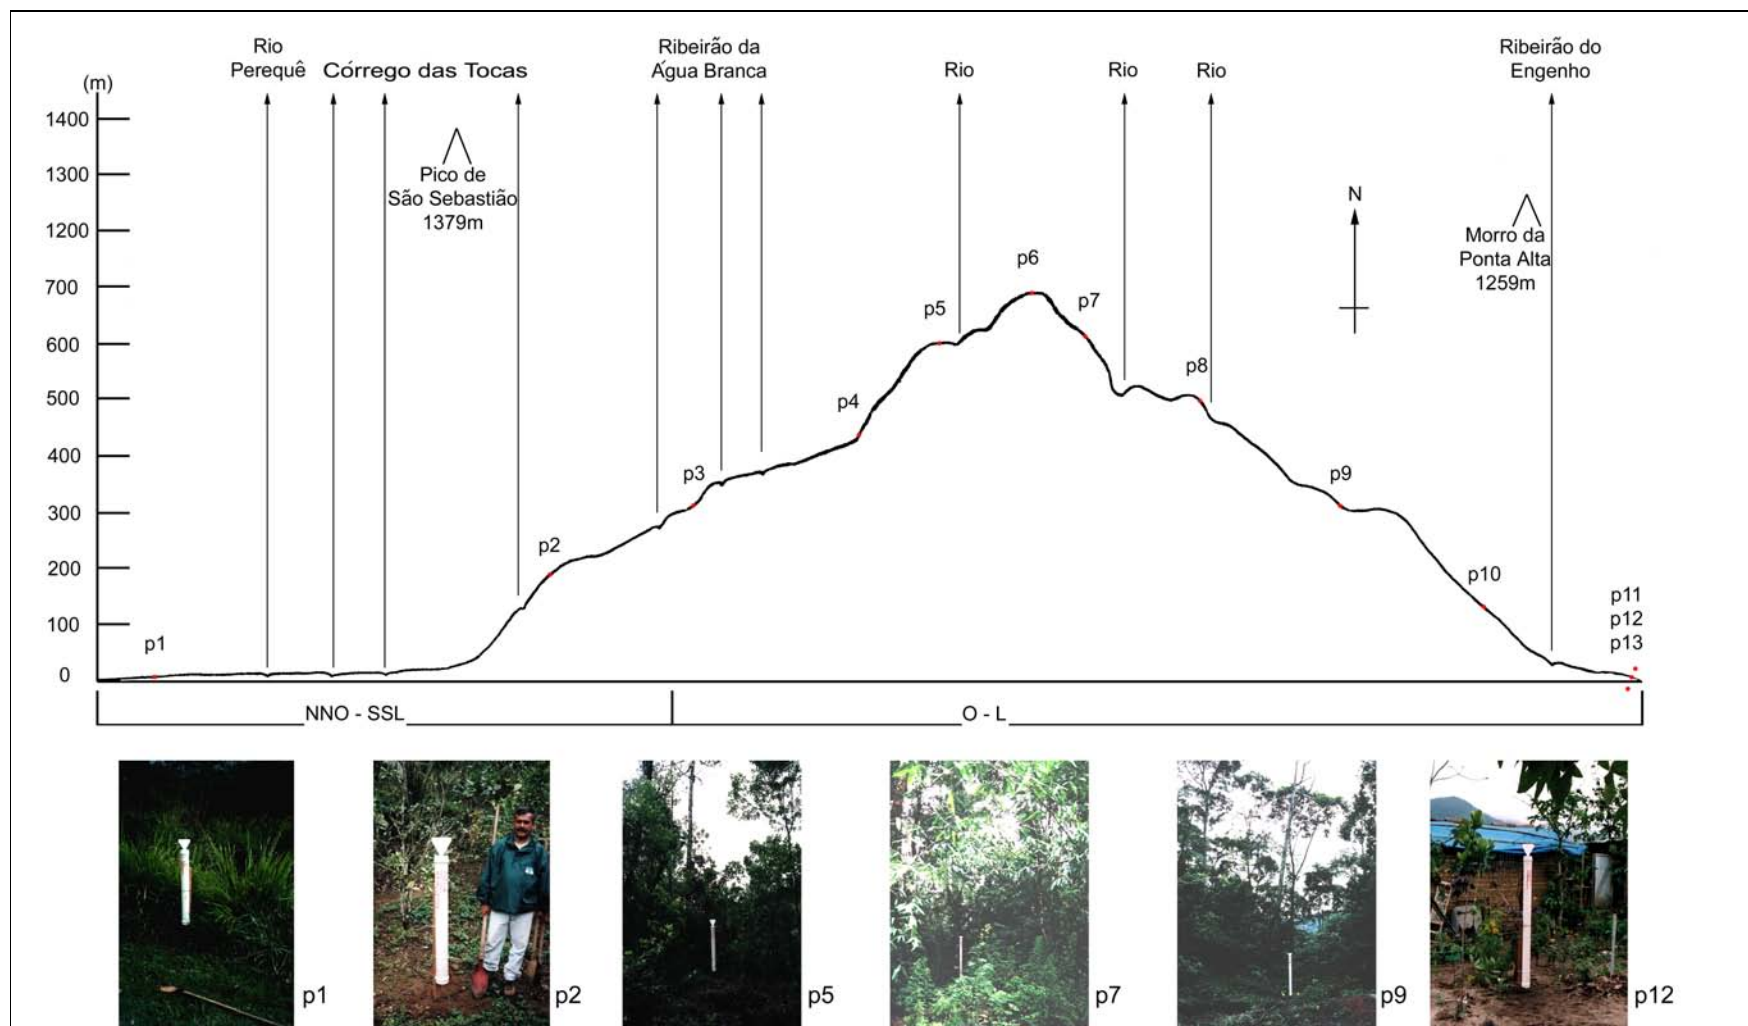 Rio
Perequê
Córrego das Tocas
Ribeirão da
Água Branca
Rio
Rio
Rio
Ribeirão do
Engenho
(m)
1400
1300
1200
700
600
500
400
300
200
100
0
Pico de
São Sebastião
1379m
N
Morro da
Ponta Alta
1259m
p1
p2
p3
p4
p5
p6
p7
p8
p9
p10
p11
p12
p13
NNO - SSL
O - L
p1
p2
p5
p7
p9
p12